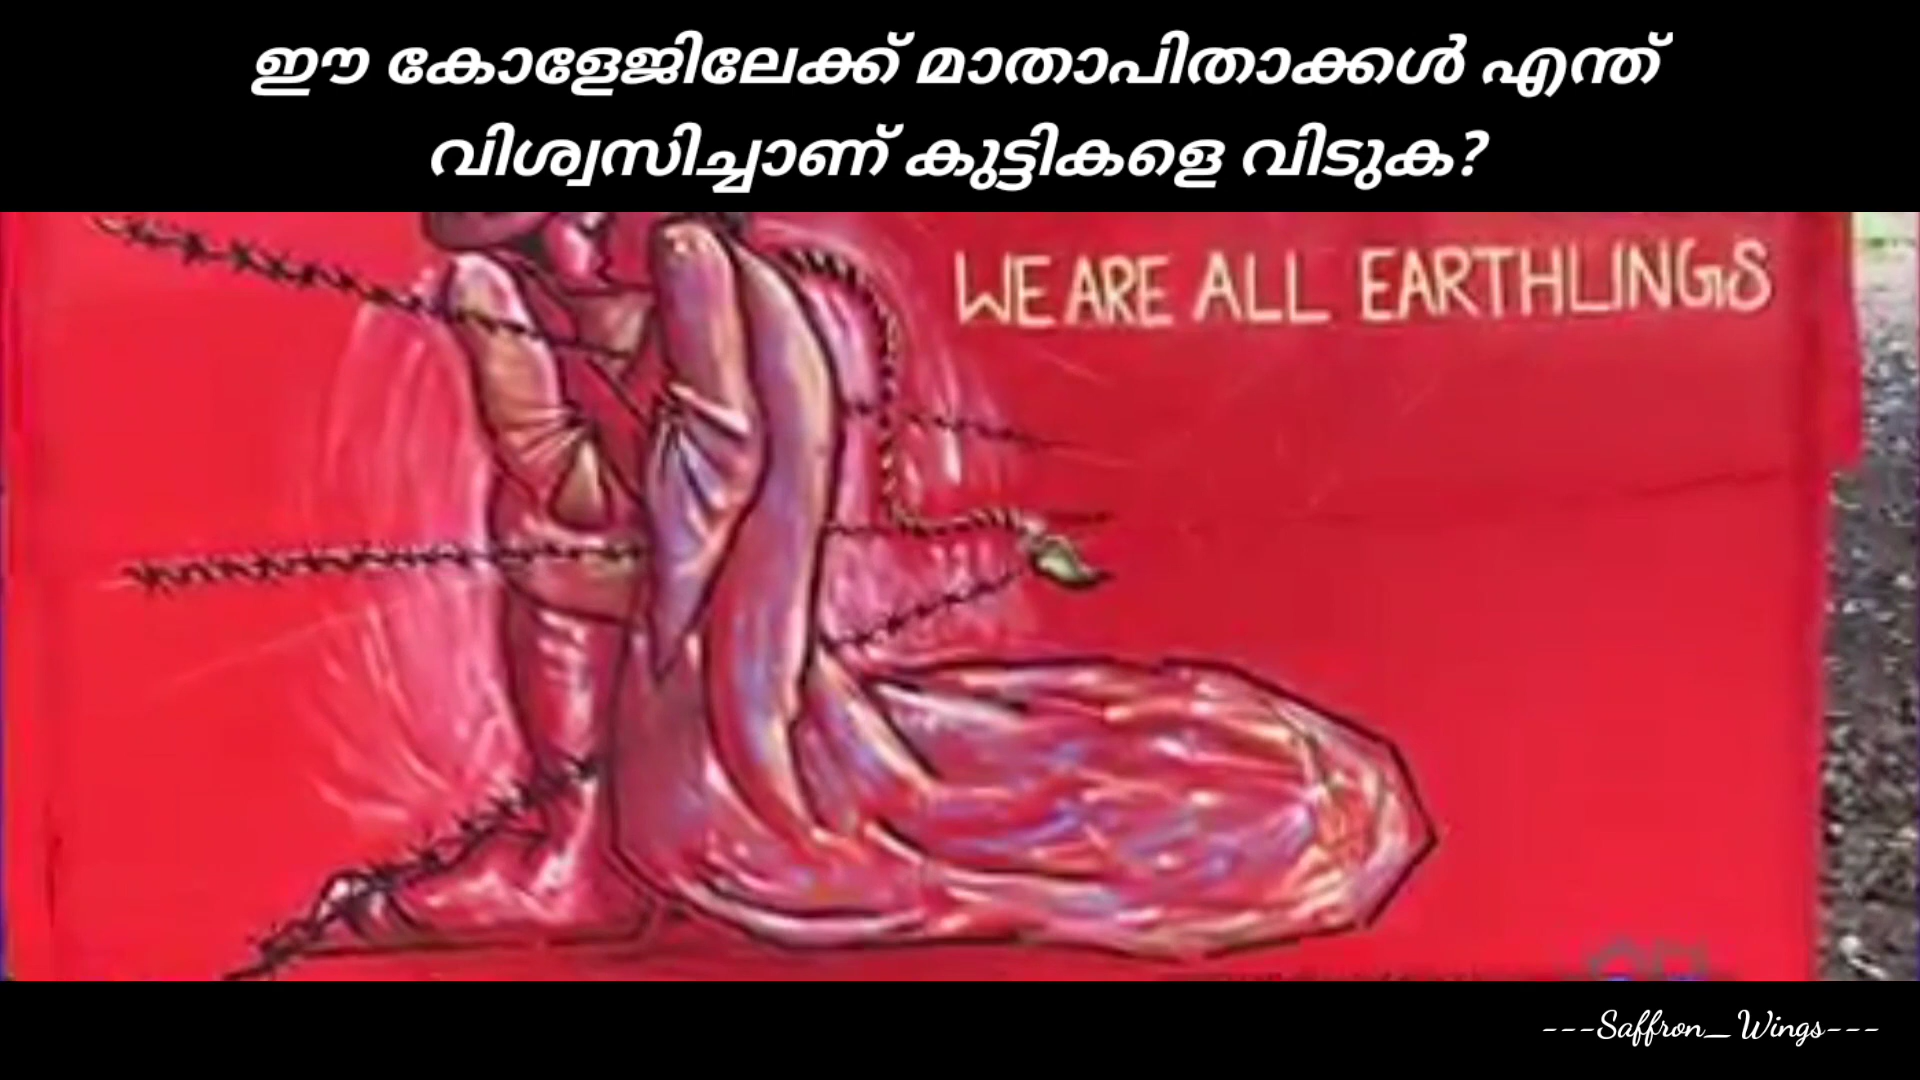 ഈ കോളേജിലേക്ക് മാതാപിതാക്കൾ എന്ത്
വിശ്വസിച്ചാണ് കുട്ടികളെ വിടുക?
WE ARE ALL EARTHLINGS
---Saffron_Wings---